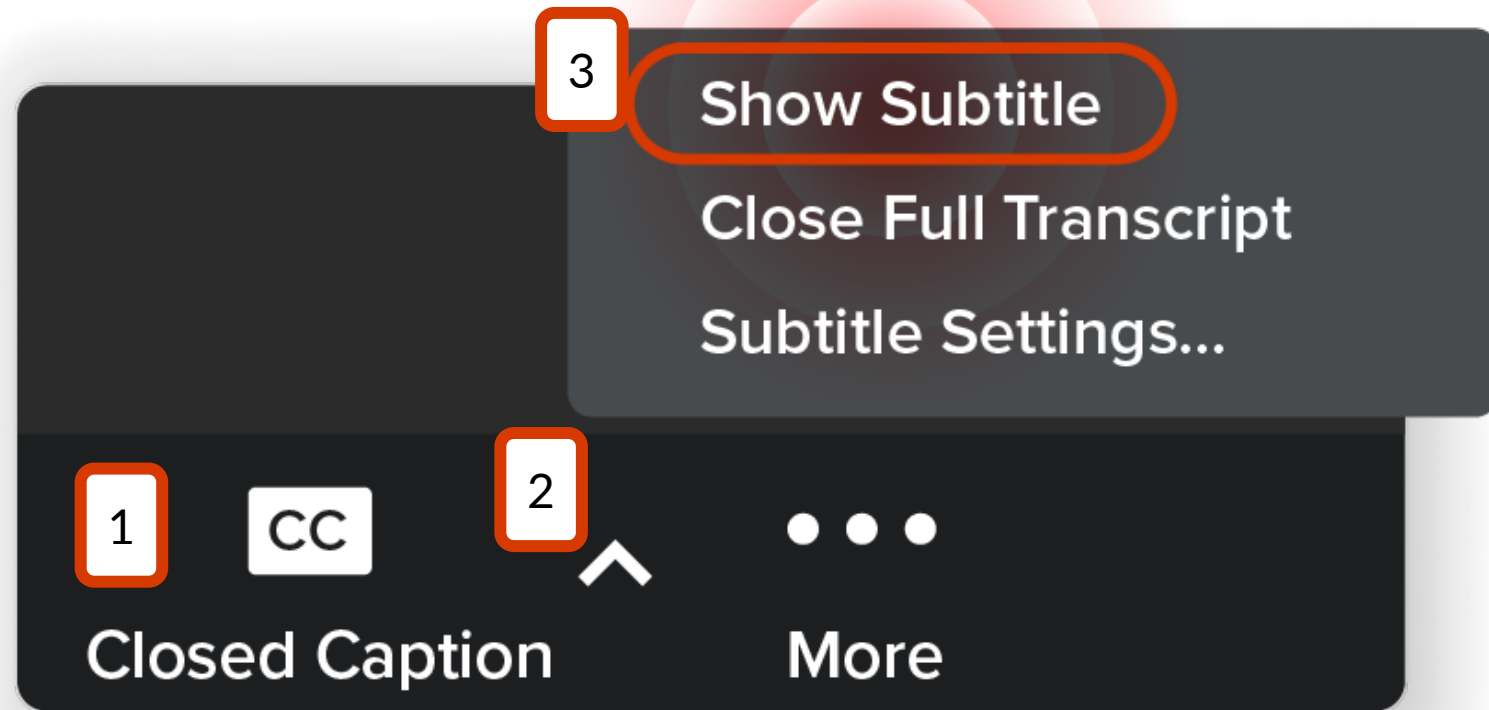 3
Show Subtitle
Close Full Transcript
Subtitle Settings...
1
CC
2
Closed Caption
More